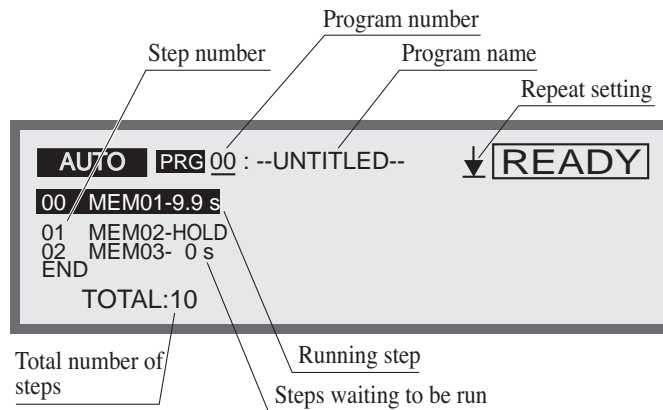 Program number
Step number
Program name
Repeat setting
AUTO PRG 00 : --UNTITLED-- READY
00 MEM01-9.9 s
01 MEM02-HOLD
02 MEM03- 0 s
END
TOTAL:10
Total number of
steps
Running step
Steps waiting to be run